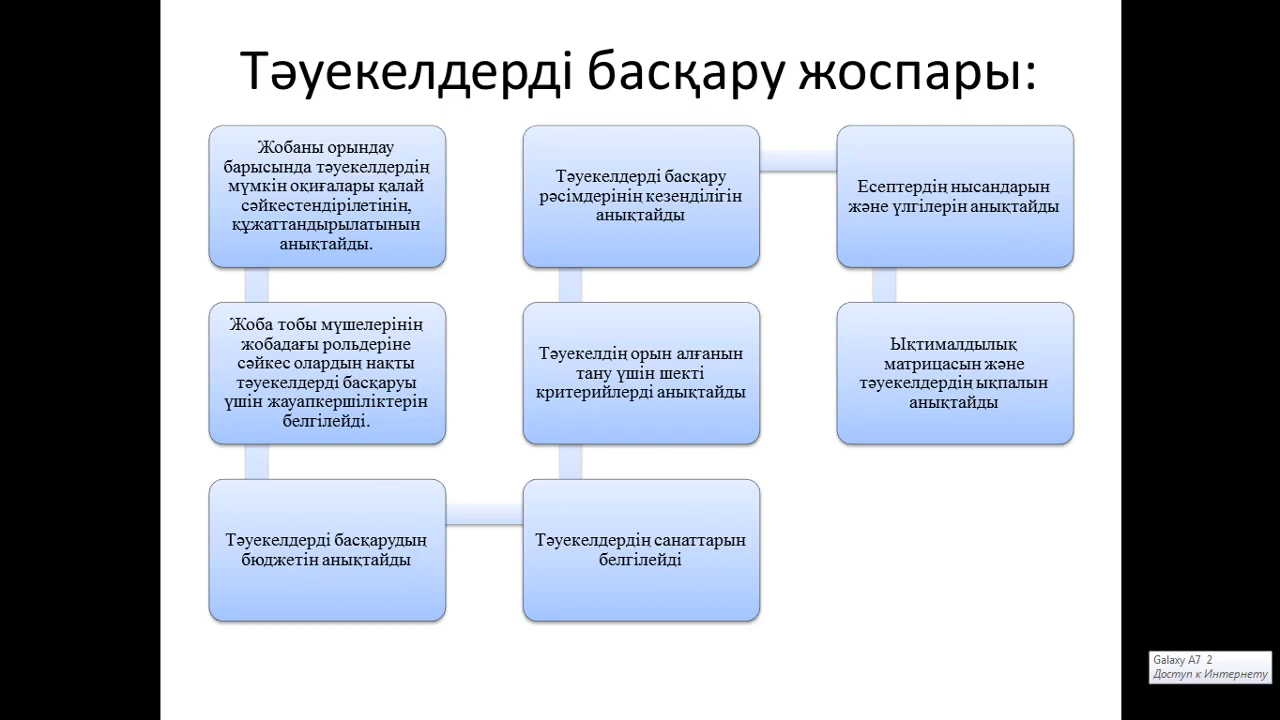 Тәуекелдерді басқару жоспары:
Жобаны орындау
барысында тәуекелдердің
мүмкін оқиғалары қалай
сәйкестендірілетінін,
құжаттандырылатынын
анықтайды.
Жоба тобы мүшелерінің
жобадағы рольдеріне
сәйкес олардың нақты
тәуекелдерді басқаруы
үшін жауапкершіліктерін
белгілейді.
Тәуекелдерді басқарудың
бюджетін анықтайды
Тәуекелдердің санаттарын
белгілейді
Тәуекелдің орын алғанын
тану үшін шекті
критерийлерді анықтайды
Тәуекелдерді басқару
рәсімдерінің кезеңділігін
анықтайды
Есептердің нысандарын
және үлгілерін анықтайды
Ықтималдылық
матрицасын және
тәуекелдердің ықпалын
анықтайды
Galaxy A7 2
Доступ к Интернету